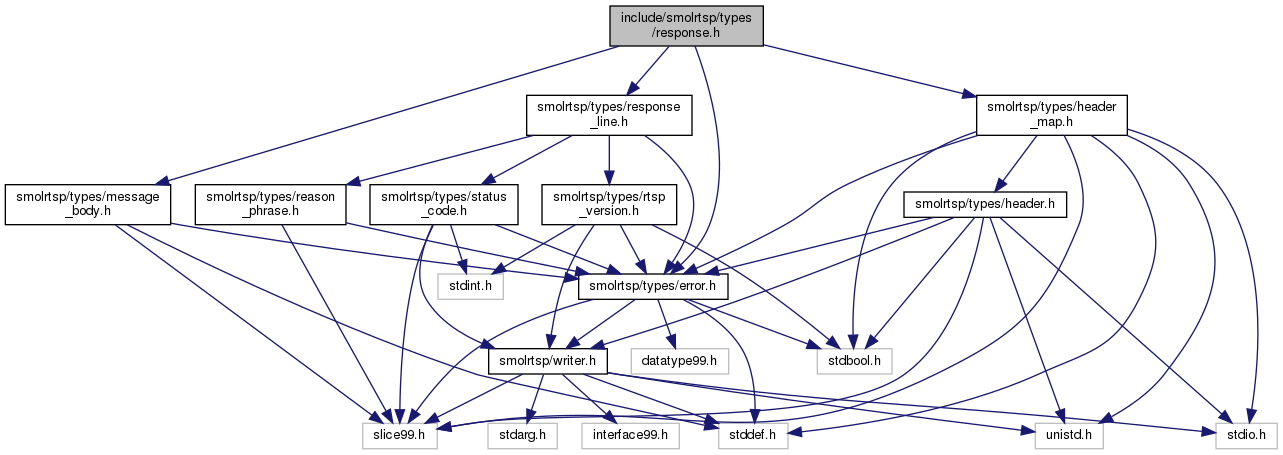 include/smolrtsp/types
/response.h
smolrtsp/types/response
_line.h
smolrtsp/types/header
_map.h
smolrtsp/types/message
_body.h
smolrtsp/types/reason
_phrase.h
smolrtsp/types/status
_code.h
smolrtsp/types/rtsp
_version.h
smolrtsp/types/header.h
stdint.h
smolrtsp/types/error.h
smolrtsp/writer.h
datatype99.h
stdbool.h
slice99.h
stdarg.h
interface99.h
stddef.h
unistd.h
stdio.h